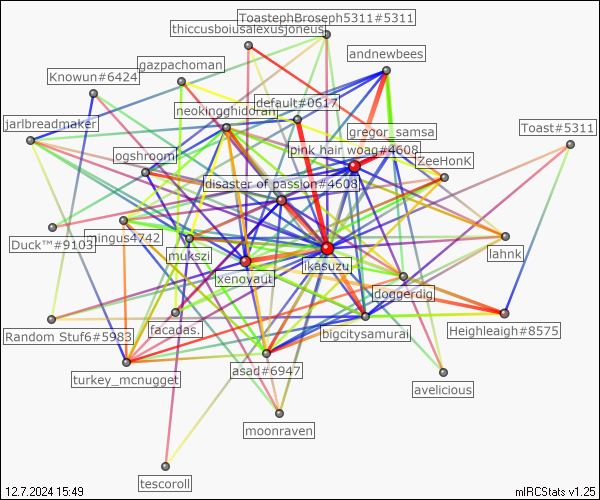 ToastephBroseph5311#5311
thiccusboiusalexusjoneus
andnewbees
gazpachoman
Knowun#6424
default#0617
neokingghidorah
jarlbreadmaker
gregor_samsa
Toast#5311
pink hair woag#4608
ogshroomi
ZeeHonK
disaster of passion#4608
mingus4742
Duck™#9103
lahnk
mukszi
ikasuzu
xenoyaut
doggerdig
facadas.
bigcitysamurai
Heighleaigh#8575
Random Stuf6#5983
asad#6947
turkey_mcnugget
avelicious
moonraven
tescoroll
12.7.2024 15:49
mIRCStats v1.25